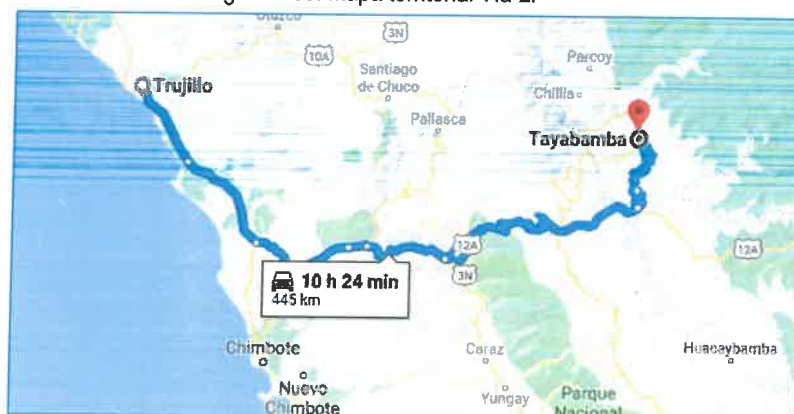 3N
10A
Santiago
de Chuco
Pallasca
Parcoy
Chillia
Trujillo
Tayabamba
12A
3N
12A
10 h 24 min
445 km
Chimbote
Nuevo
Chimbote
Caraz
Yungay
Huacaybamba
Parque
Nacional